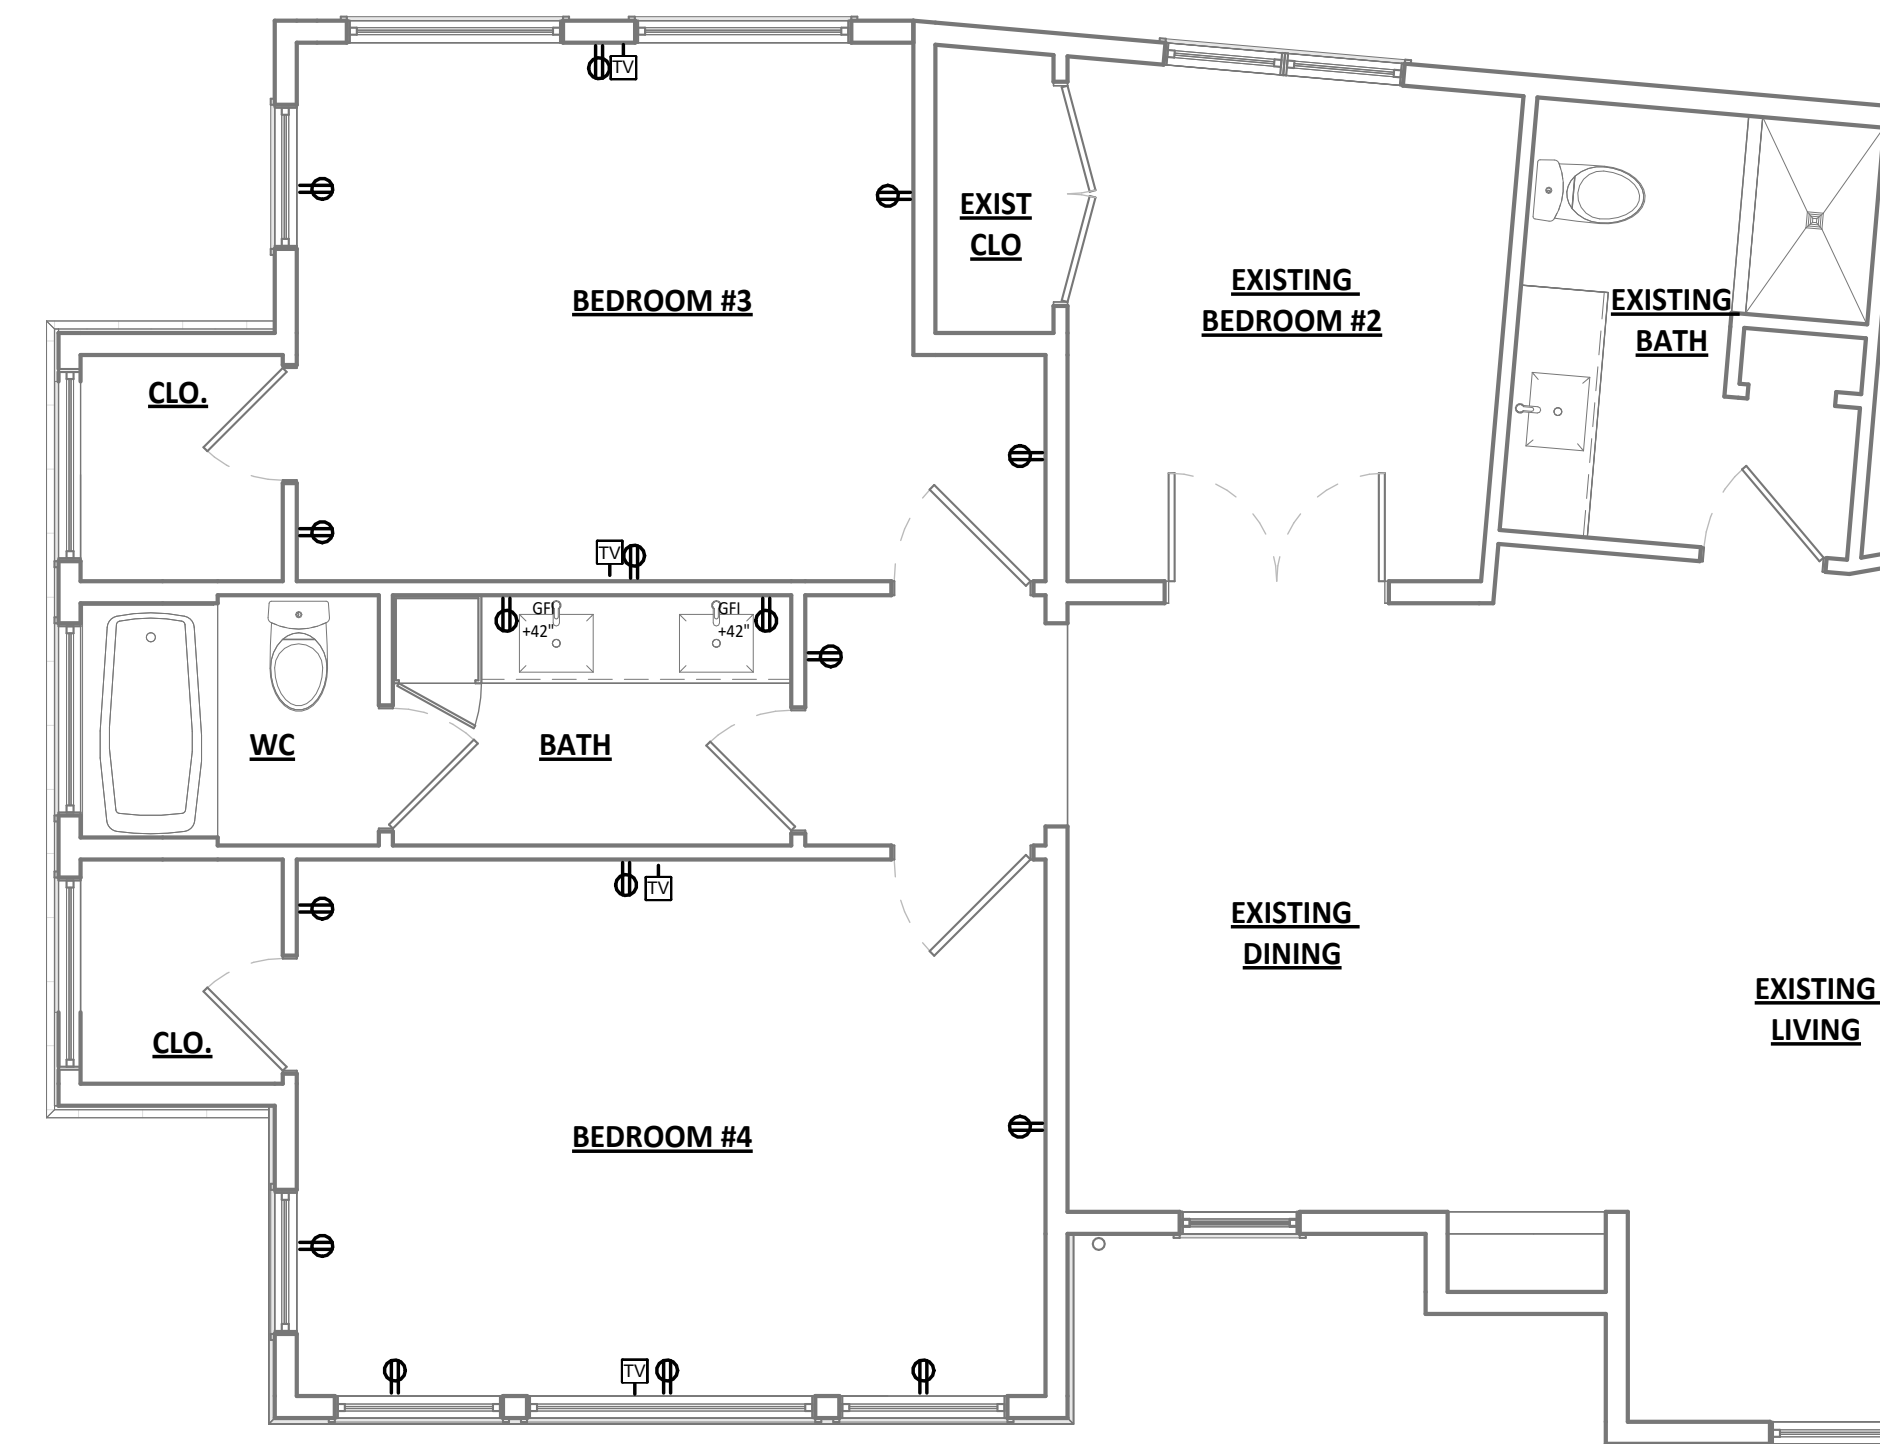 TV
EXIST
CLO
BEDROOM #3
EXISTING
BEDROOM #2
EXISTING
BATH
CLO.
TV
GFI
+42"
GFI
+42"
WC
BATH
TV
EXISTING
DINING
EXISTING
LIVING
CLO.
BEDROOM #4
TV